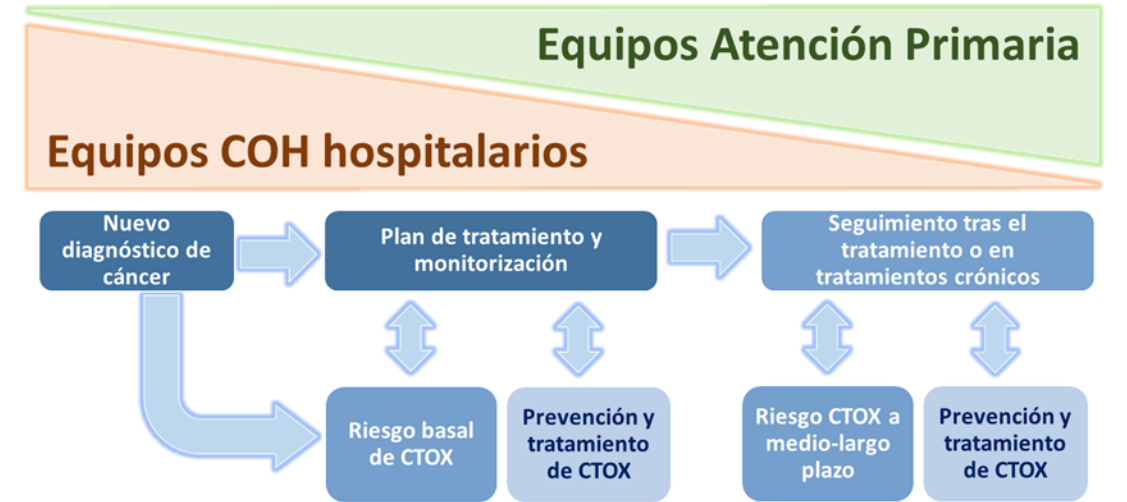 Equipos Atención Primaria
Equipos COH hospitalarios
Nuevo
diagnóstico de
cáncer
Plan de tratamiento y
monitorización
Seguimiento tras el
tratamiento o en
tratamientos crónicos
Riesgo basal
de CTOX
Prevención y
tratamiento
de CTOX
Riesgo CTOX a
medio-largo
plazo
Prevención y
tratamiento
de CTOX